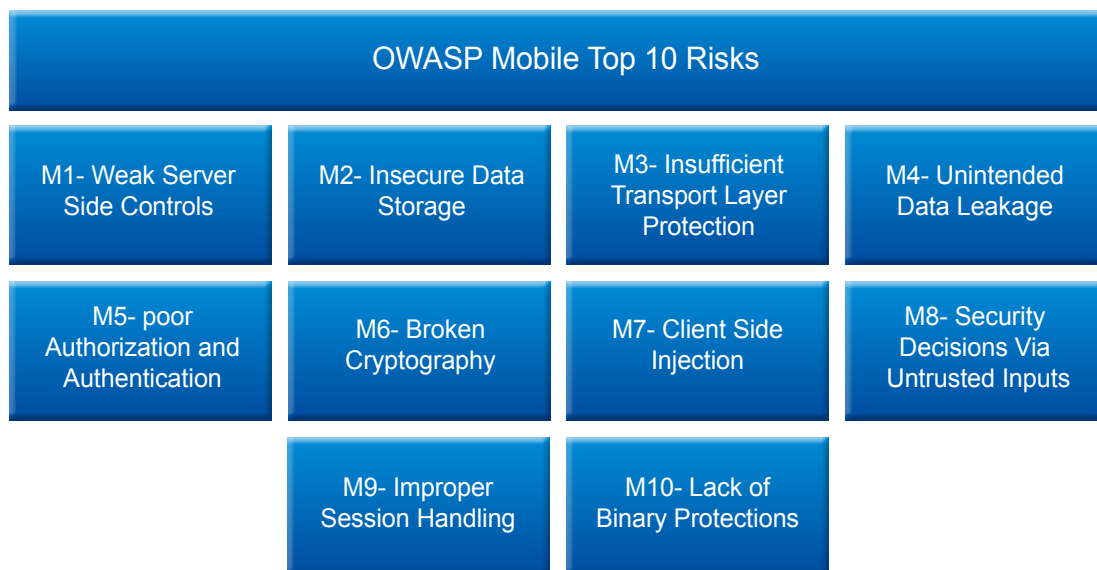 OWASP Mobile Top 10 Risks
M1- Weak Server
Side Controls
M2- Insecure Data
Storage
M3- Insufficient
Transport Layer
Protection
M4- Unintended
Data Leakage
M5- poor
Authorization and
Authentication
M6- Broken
Cryptography
M7- Client Side
Injection
M8- Security
Decisions Via
Untrusted Inputs
M9- Improper
Session Handling
M10- Lack of
Binary Protections